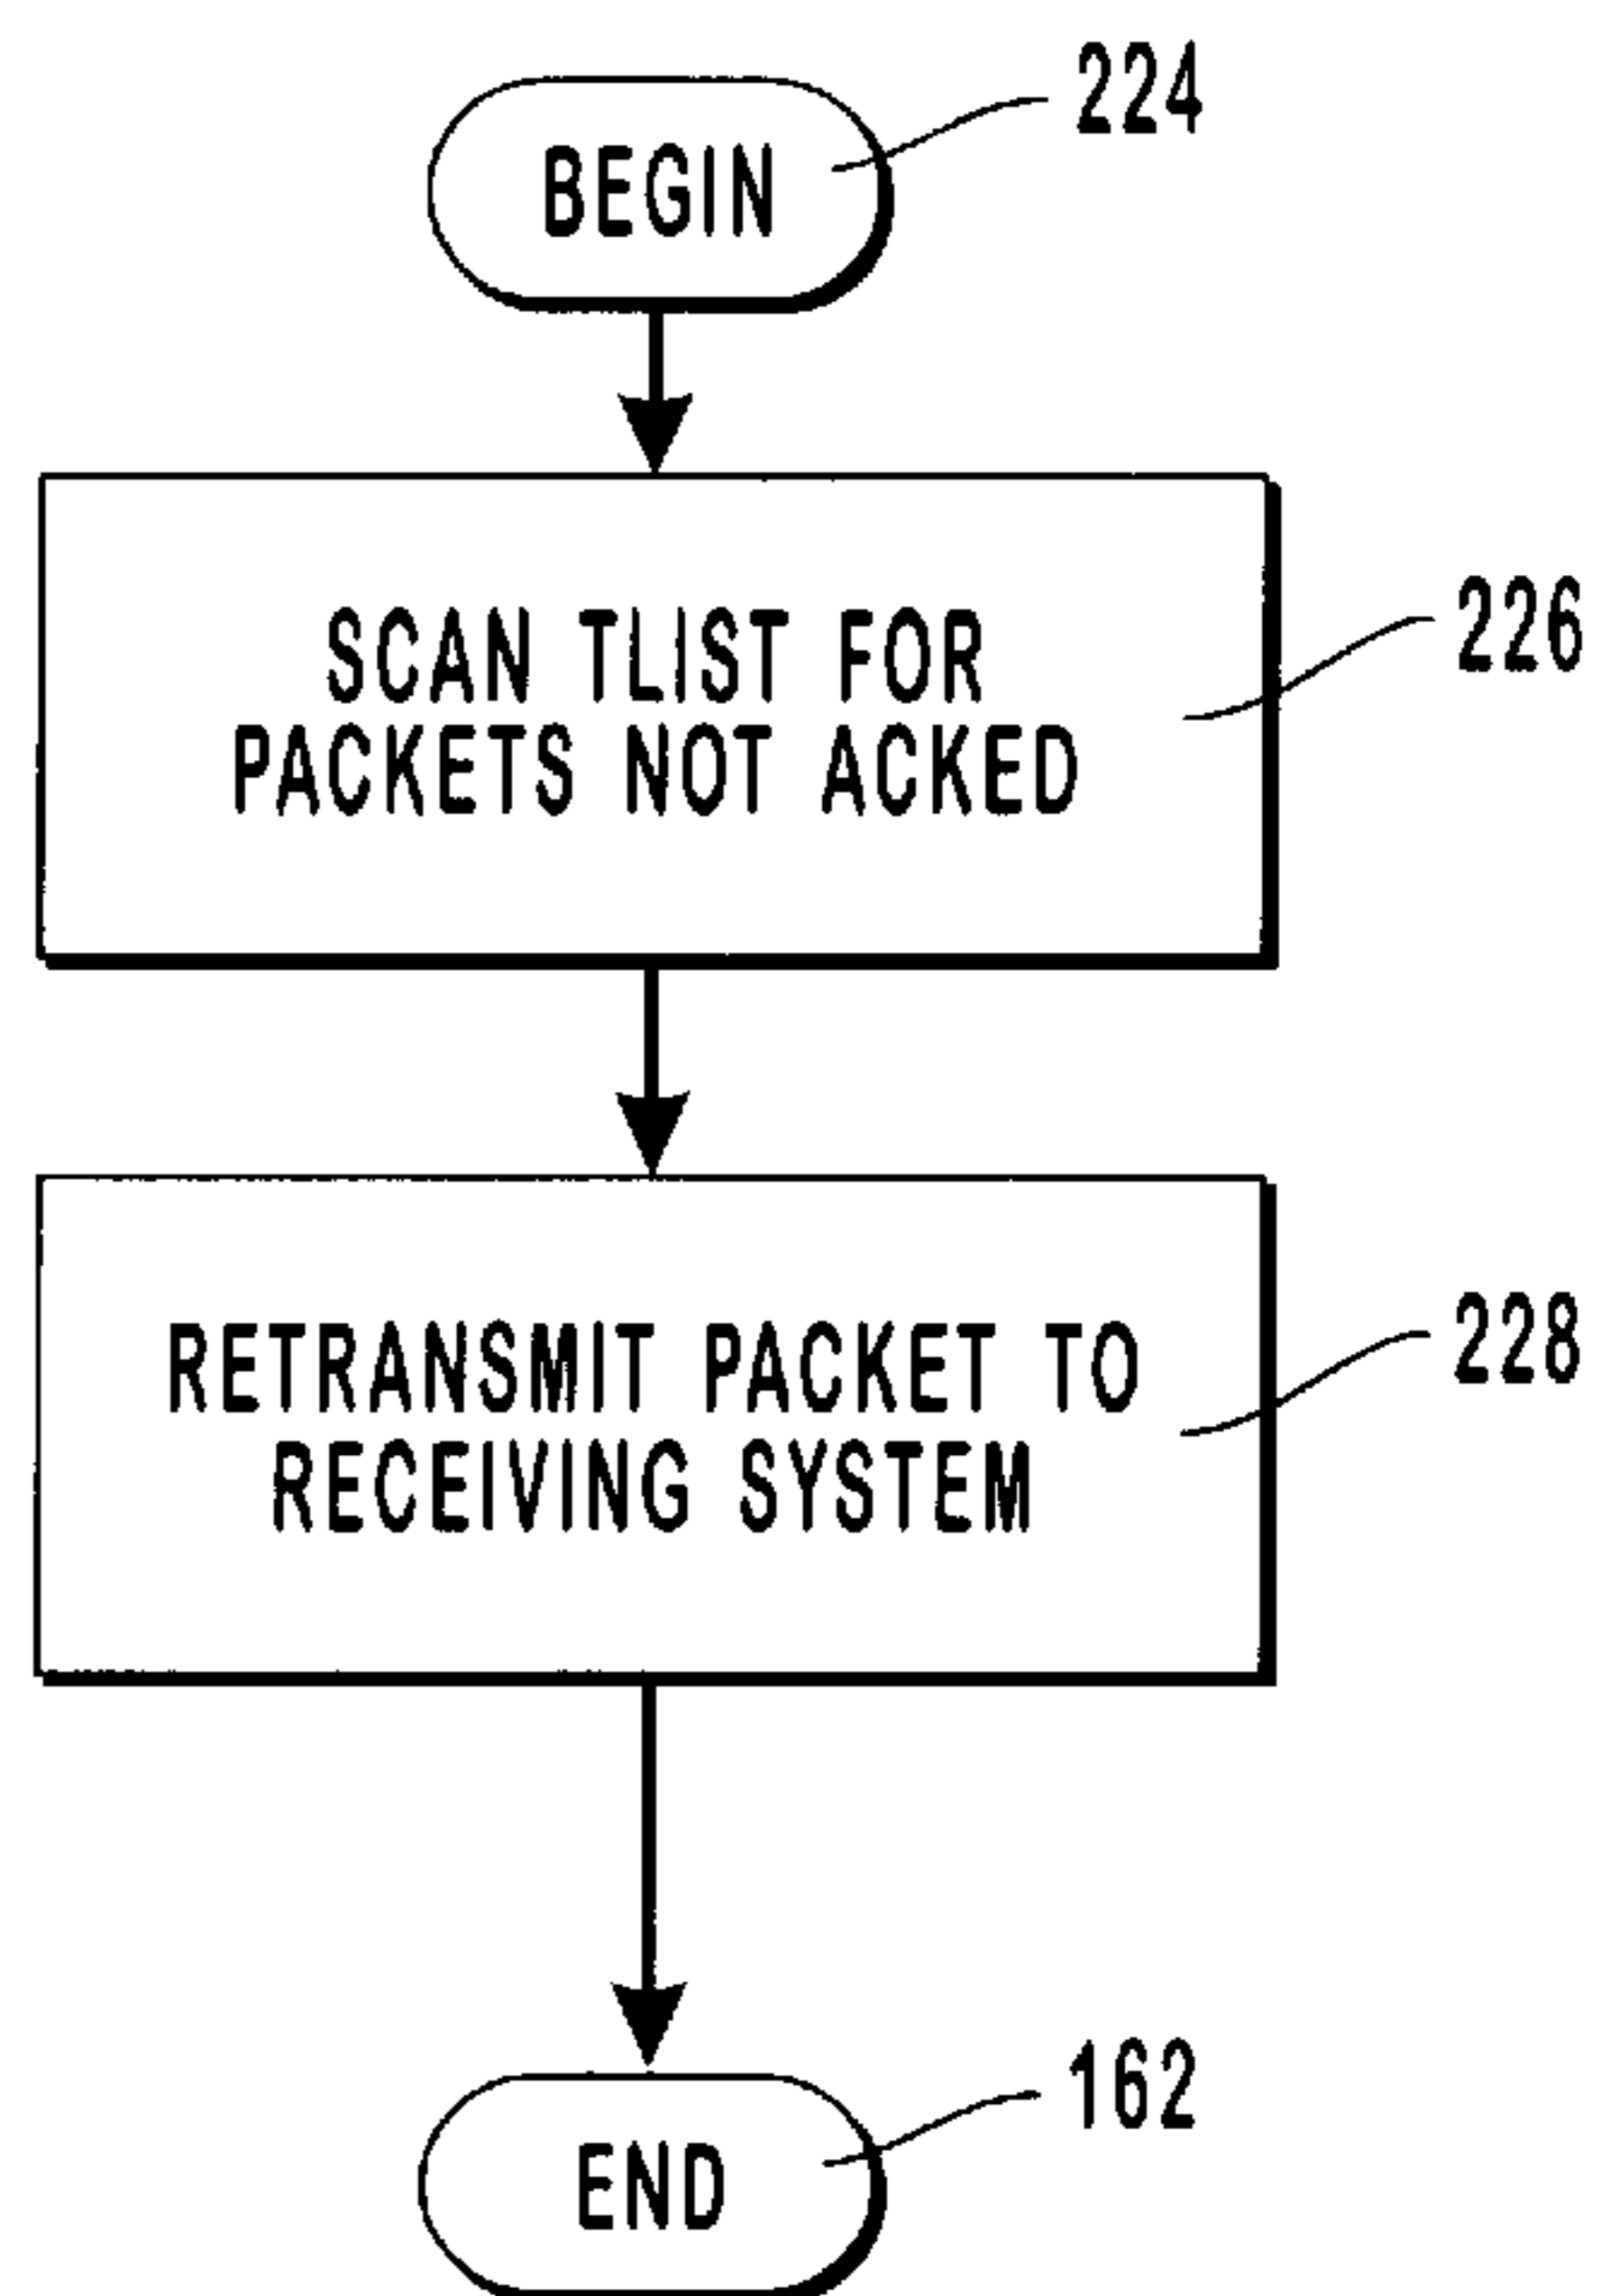 224
BEGIN
226
SCAN TLIST FOR
PACKETS NOT ACKED
228
RETRANSMIT PACKET TO
RECEIVING SYSTEM
162
END